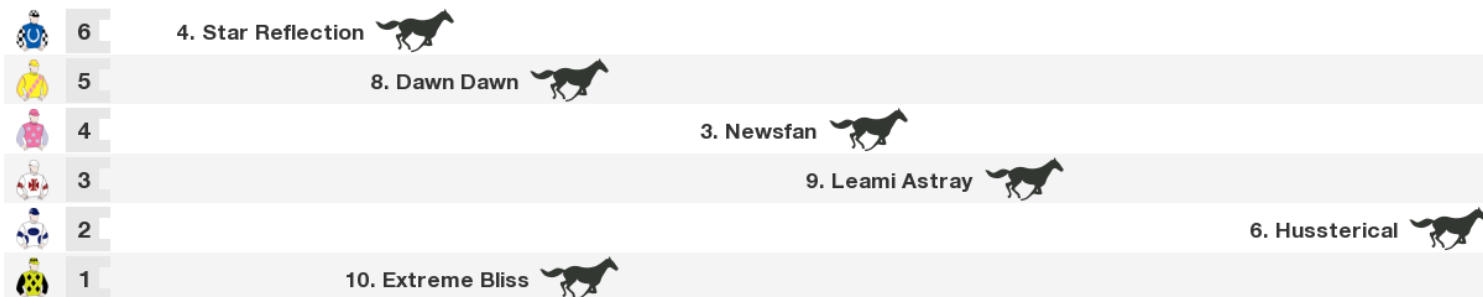 6 4. Star Reflection
5 8. Dawn Dawn
4 3. Newsfan
3 9. Leami Astray
2 6. Hussterical
1 10. Extreme Bliss